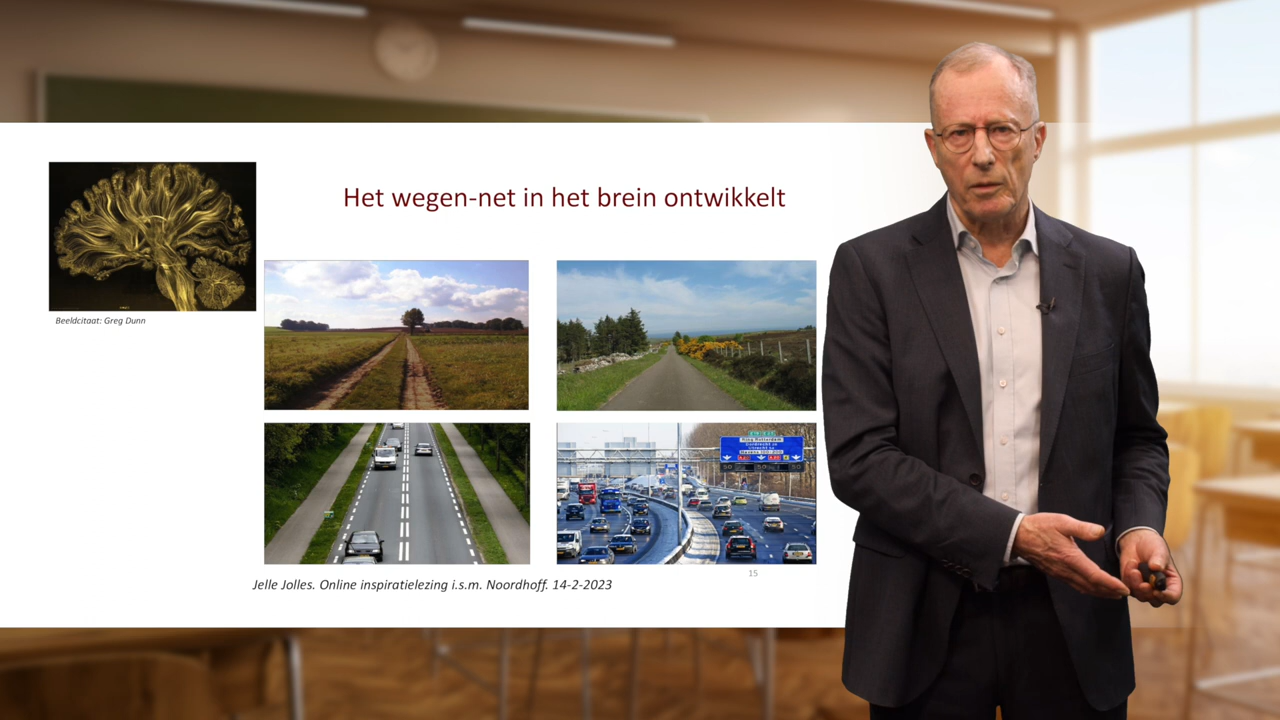 Het wegen-net in het brein ontwikkelt
Beeldcitaat: Greg Dunn
Jelle Jolles. Online inspiratielezing i.s.m. Noordhoff. 14-2-2023
15